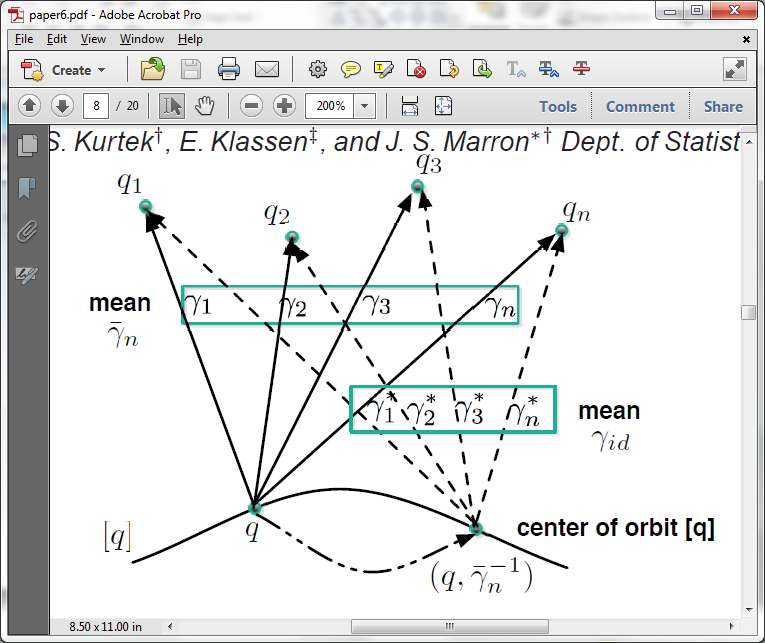 paper6.pdf - Adobe Acrobat Pro
File Edit View Window Help
Create
8 / 20 200% Tools Comment Share
S. Kurtek†, E. Klassen‡, and J. S. Marron∗† Dept. of Statist
q₃
q₁
q₂
qₙ
mean γ₁ γ₂ γ₃ γₙ
γ̄ₙ
γ₁* γ₂* γ₃* γₙ* mean
γ_{id}
[q] q center of orbit [q]
(q, γ̄ₙ⁻¹)
8.50 x 11.00 in